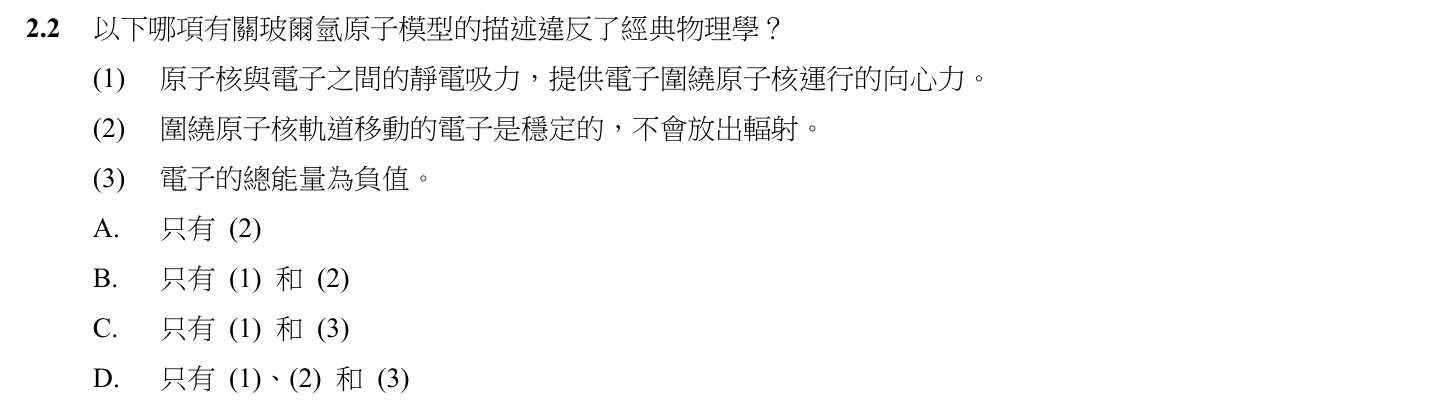 2.2 以下哪項有關玻爾氫原子模型的描述違反了經典物理學？
(1) 原子核與電子之間的靜電吸力，提供電子圍繞原子核運行的向心力。
(2) 圍繞原子核軌道移動的電子是穩定的，不會放出輻射。
(3) 電子的總能量為負值。
A. 只有 (2)
B. 只有 (1) 和 (2)
C. 只有 (1) 和 (3)
D. 只有 (1)、(2) 和 (3)